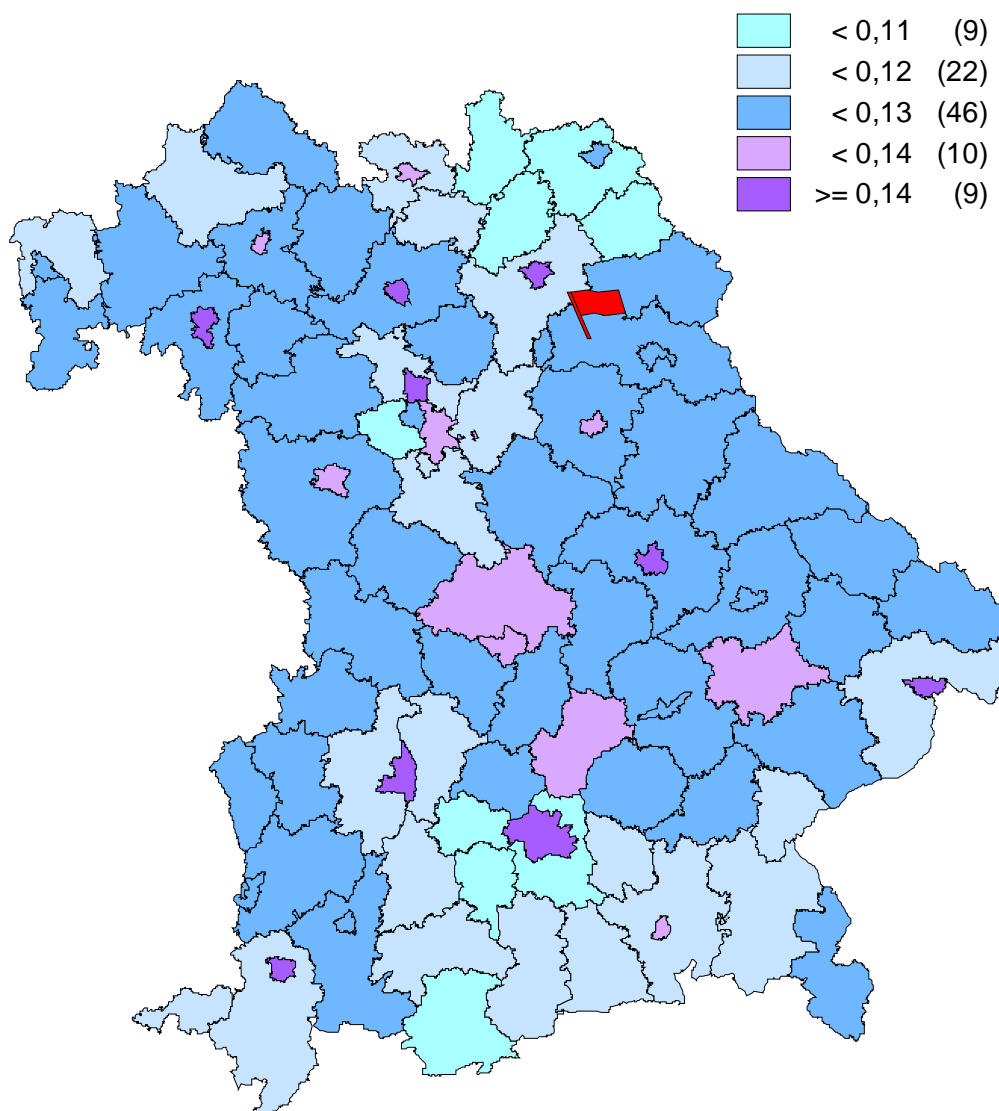 < 0,11 (9)
< 0,12 (22)
< 0,13 (46)
< 0,14 (10)
>= 0,14 (9)